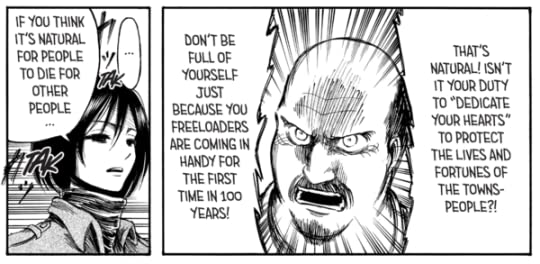 THAT'S
NATURAL! ISN'T
IT YOUR DUTY
TO "DEDICATE
YOUR HEARTS"
TO PROTECT
THE LIVES AND
FORTUNES OF
THE TOWNS-
PEOPLE?!
DON'T BE
FULL OF
YOURSELF
JUST
BECAUSE YOU
FREELOADERS
ARE COMING IN
HANDY FOR
THE FIRST
TIME IN 100
YEARS!
...
TAK
IF YOU THINK
IT'S NATURAL
FOR PEOPLE
TO DIE FOR
OTHER
PEOPLE
...
TAK